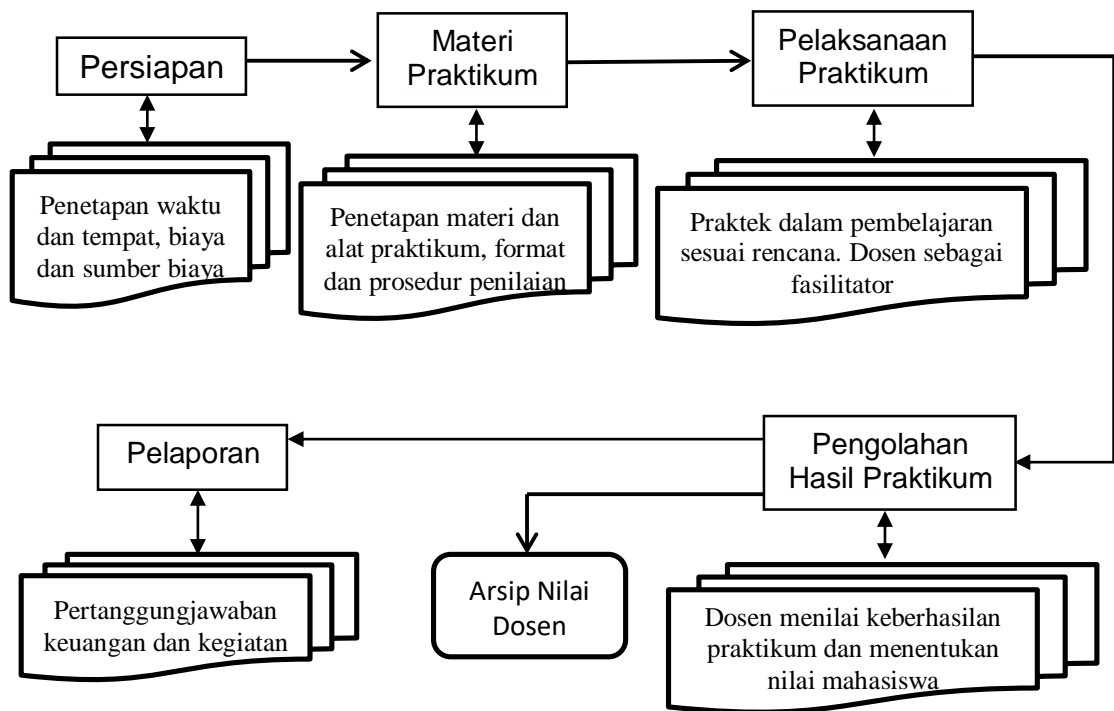 Persiapan
Materi
Praktikum
Pelaksanaan
Praktikum
Penetapan waktu
dan tempat, biaya
dan sumber biaya
Penetapan materi dan
alat praktikum, format
dan prosedur penilaian
Praktek dalam pembelajaran
sesuai rencana. Dosen sebagai
fasilitator
Pelaporan
Pengolahan
Hasil Praktikum
Pertanggungjawaban
keuangan dan kegiatan
Arsip Nilai
Dosen
Dosen menilai keberhasilan
praktikum dan menentukan
nilai mahasiswa